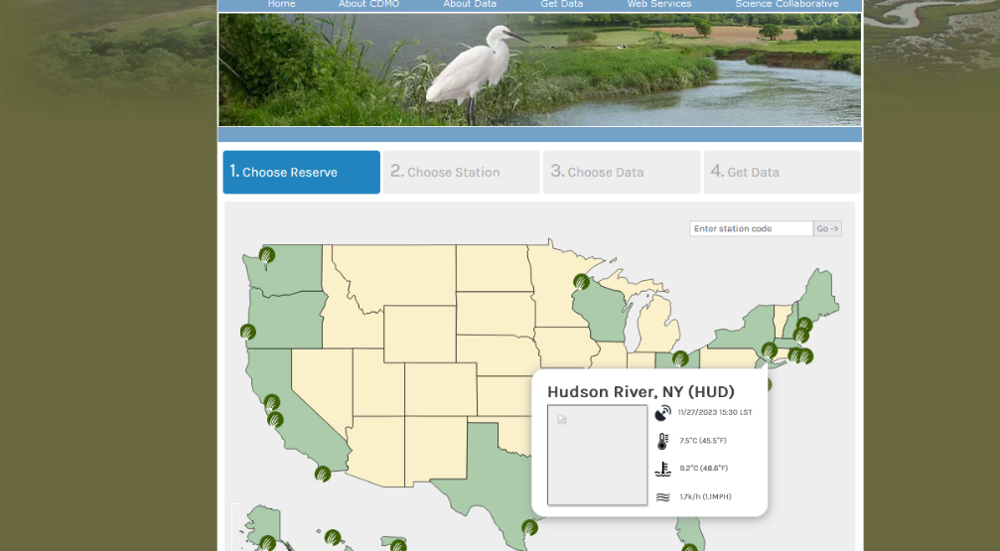 Home About CDMO About Data Get Data Web Services Science Collaborative
1. Choose Reserve 2. Choose Station 3. Choose Data 4. Get Data
Enter station code Go ->
Hudson River, NY (HUD)
11/27/2023 15:30 LST
7.5°C (45.5°F)
9.2°C (48.6°F)
1.7k/h (1.1MPH)